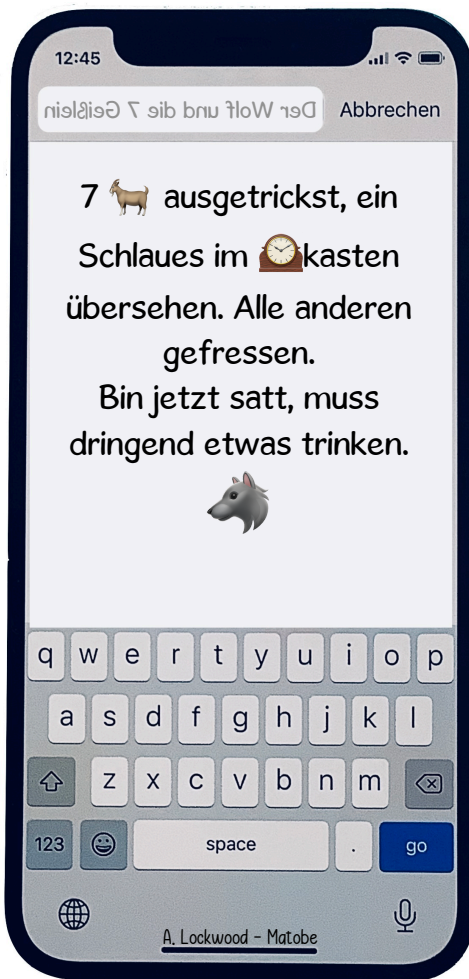 12:45
Der Wolf und die 7 Geißlein
Abbrechen
7 🐐 ausgetrickst, ein
Schlaues im 🕰️kasten
übersehen. Alle anderen
gefressen.
Bin jetzt satt, muss
dringend etwas trinken.
🐺
q w e r t y u i o p
a s d f g h j k l
z x c v b n m
123 space . go
A. Lockwood - Matobe